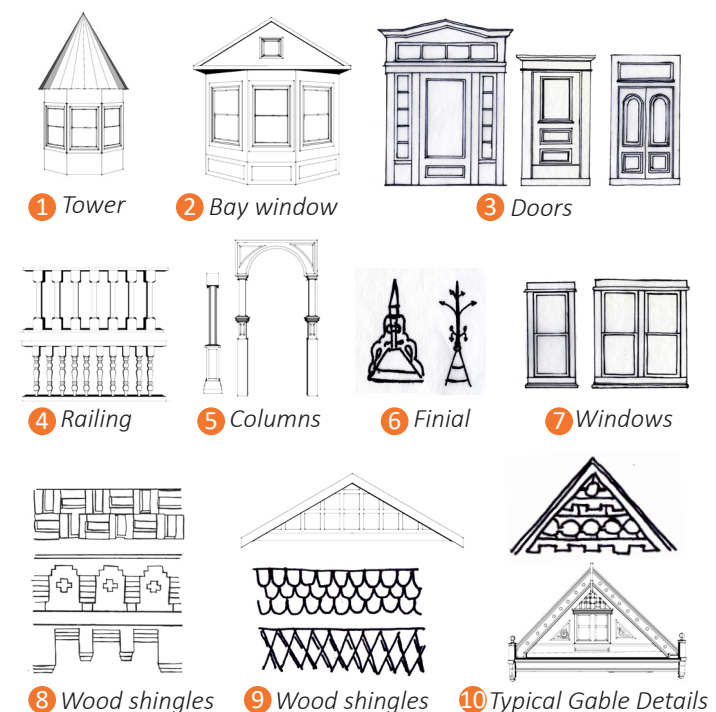 1 Tower
2 Bay window
3 Doors
4 Railing
5 Columns
6 Finial
7 Windows
8 Wood shingles
9 Wood shingles
10 Typical Gable Details